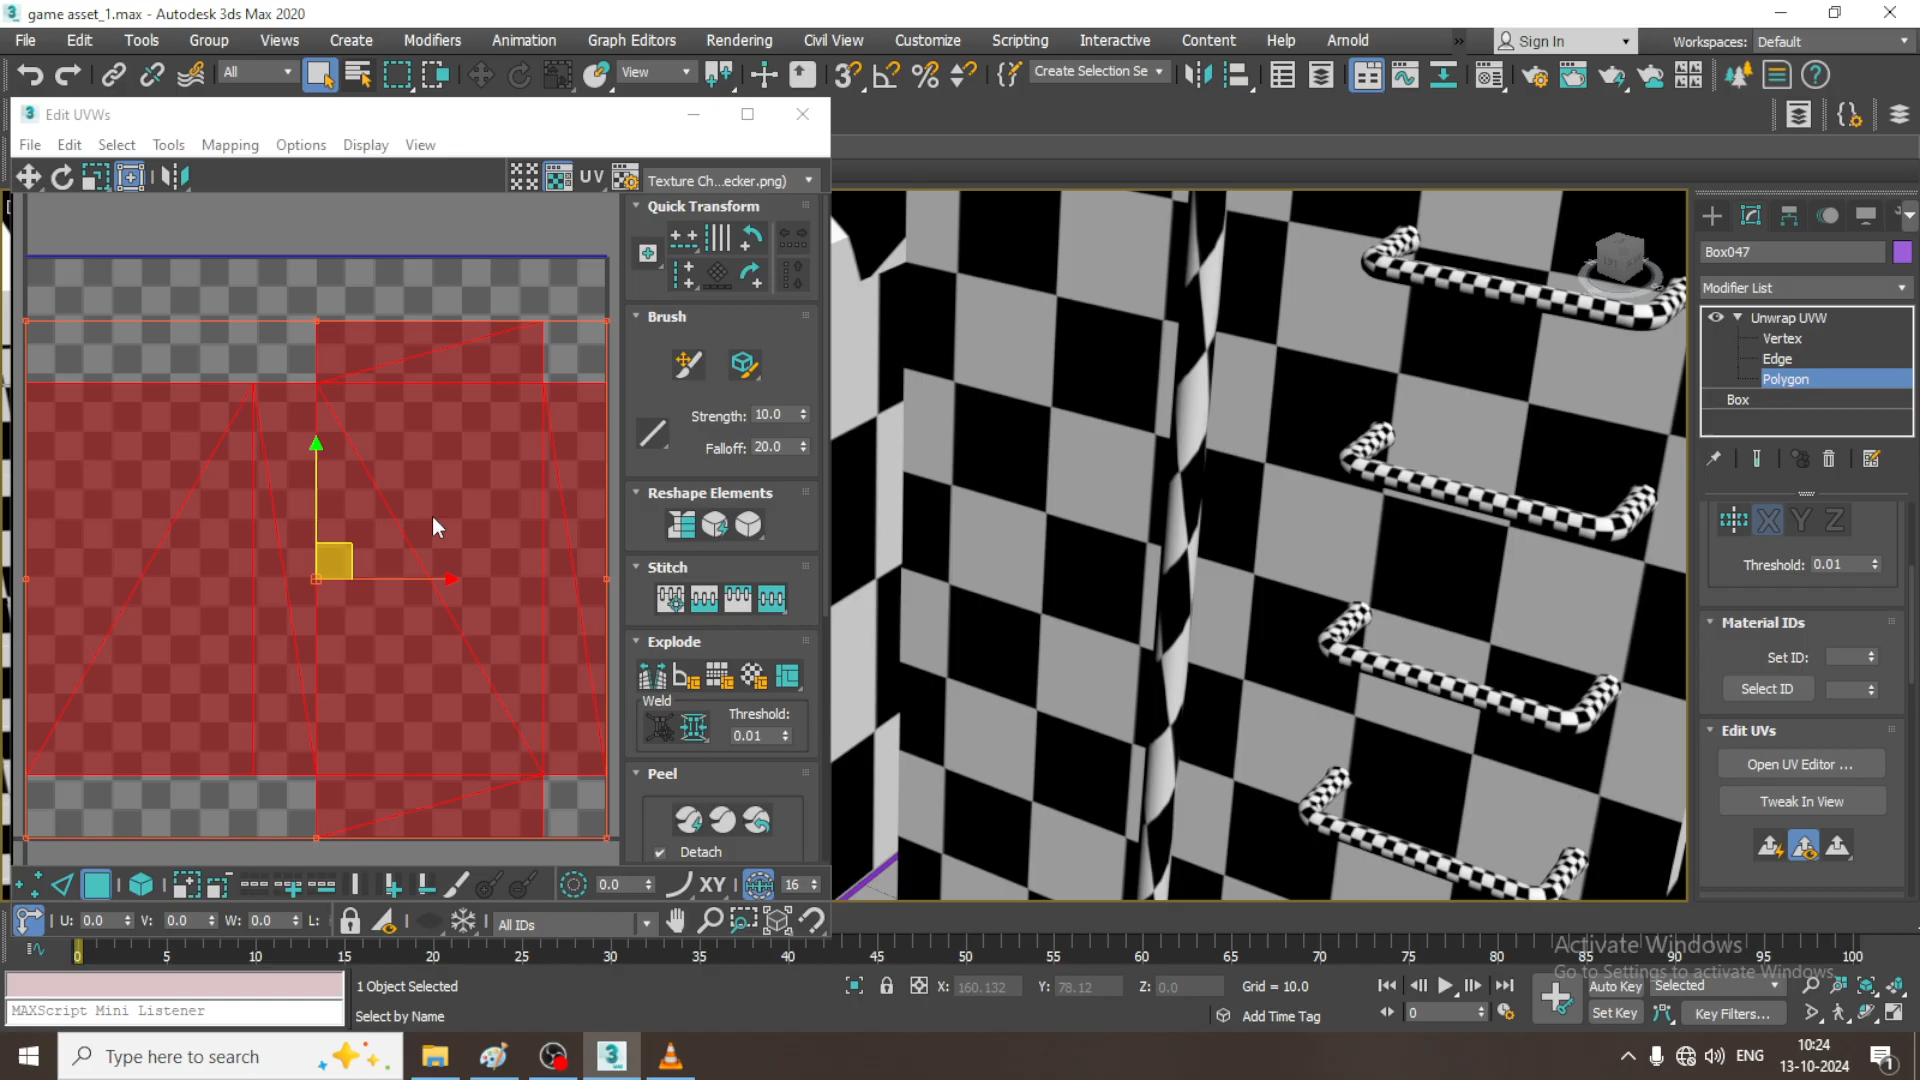 3 game asset_1.max - Autodesk 3ds Max 2020
File Edit Tools Group Views Create Modifiers Animation Graph Editors Rendering Civil View Customize Scripting Interactive Content Help Arnold » Sign In Workspaces: Default
All View Create Selection Se
3 Edit UVWs
File Edit Select Tools Mapping Options Display View
UV Texture Ch...ecker.png)
Quick Transform
Brush
Strength: 10.0
Falloff: 20.0
Reshape Elements
Stitch
Explode
Weld
Threshold:
0.01
Peel
Detach
0.0 XY 16
U: 0.0 V: 0.0 W: 0.0 L: All IDs
Box047
Modifier List
Unwrap UVW
Vertex
Edge
Polygon
Box
X Y Z
Threshold: 0.01
Material IDs
Set ID:
Select ID
Edit UVs
Open UV Editor ...
Tweak In View
0 5 10 15 20 25 30 35 40 45 50 55 60 65 70 75 80 85 90 95 100
Activate Windows
Go to Settings to activate Windows.
1 Object Selected X: 160.132 Y: 78.12 Z: 0.0 Grid = 10.0 Auto Key Selected
MAXScript Mini Listener Select by Name Add Time Tag 0 Set Key Key Filters...
Type here to search
ENG
10:24
13-10-2024
1